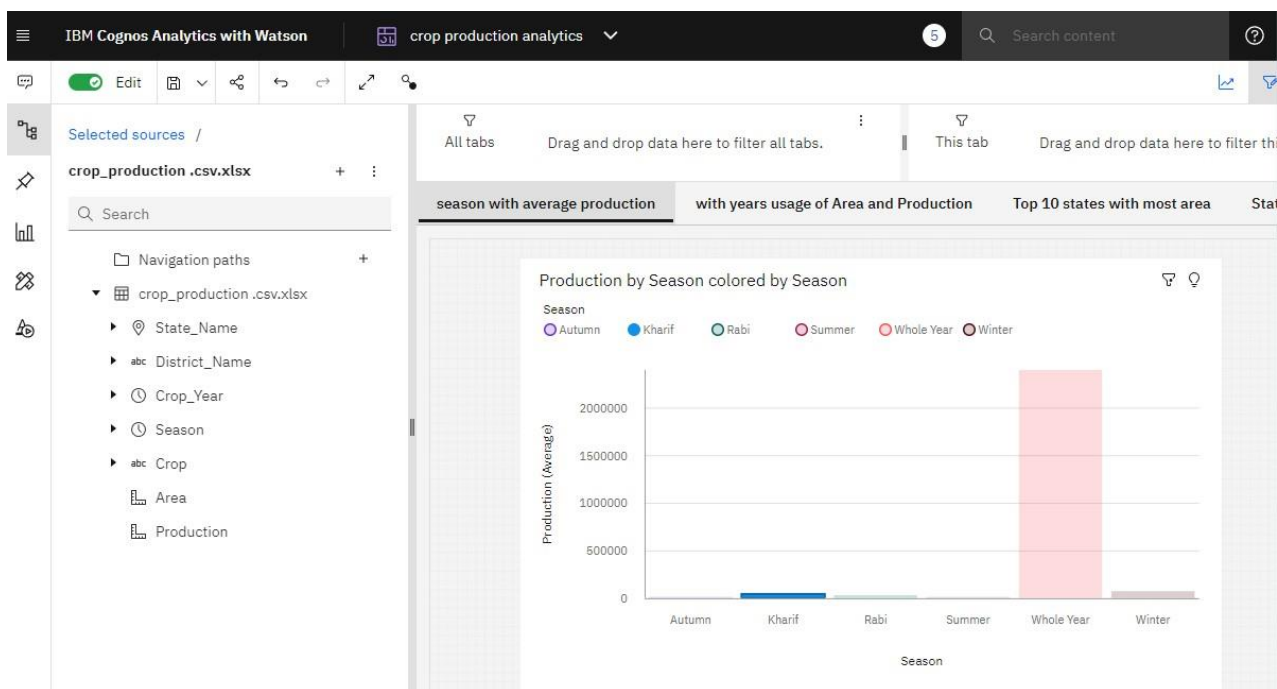 IBM Cognos Analytics with Watson
crop production analytics
5
Search content
Edit
Selected sources /
crop_production .csv.xlsx
Search
Navigation paths
crop_production .csv.xlsx
State_Name
abc District_Name
Crop_Year
Season
abc Crop
Area
Production
All tabs
Drag and drop data here to filter all tabs.
This tab
Drag and drop data here to filter thi
season with average production
with years usage of Area and Production
Top 10 states with most area
Stat
Production by Season colored by Season
Season
Autumn Kharif Rabi Summer Whole Year Winter
Production (Average)
2000000
1500000
1000000
500000
0
Autumn Kharif Rabi Summer Whole Year Winter
Season